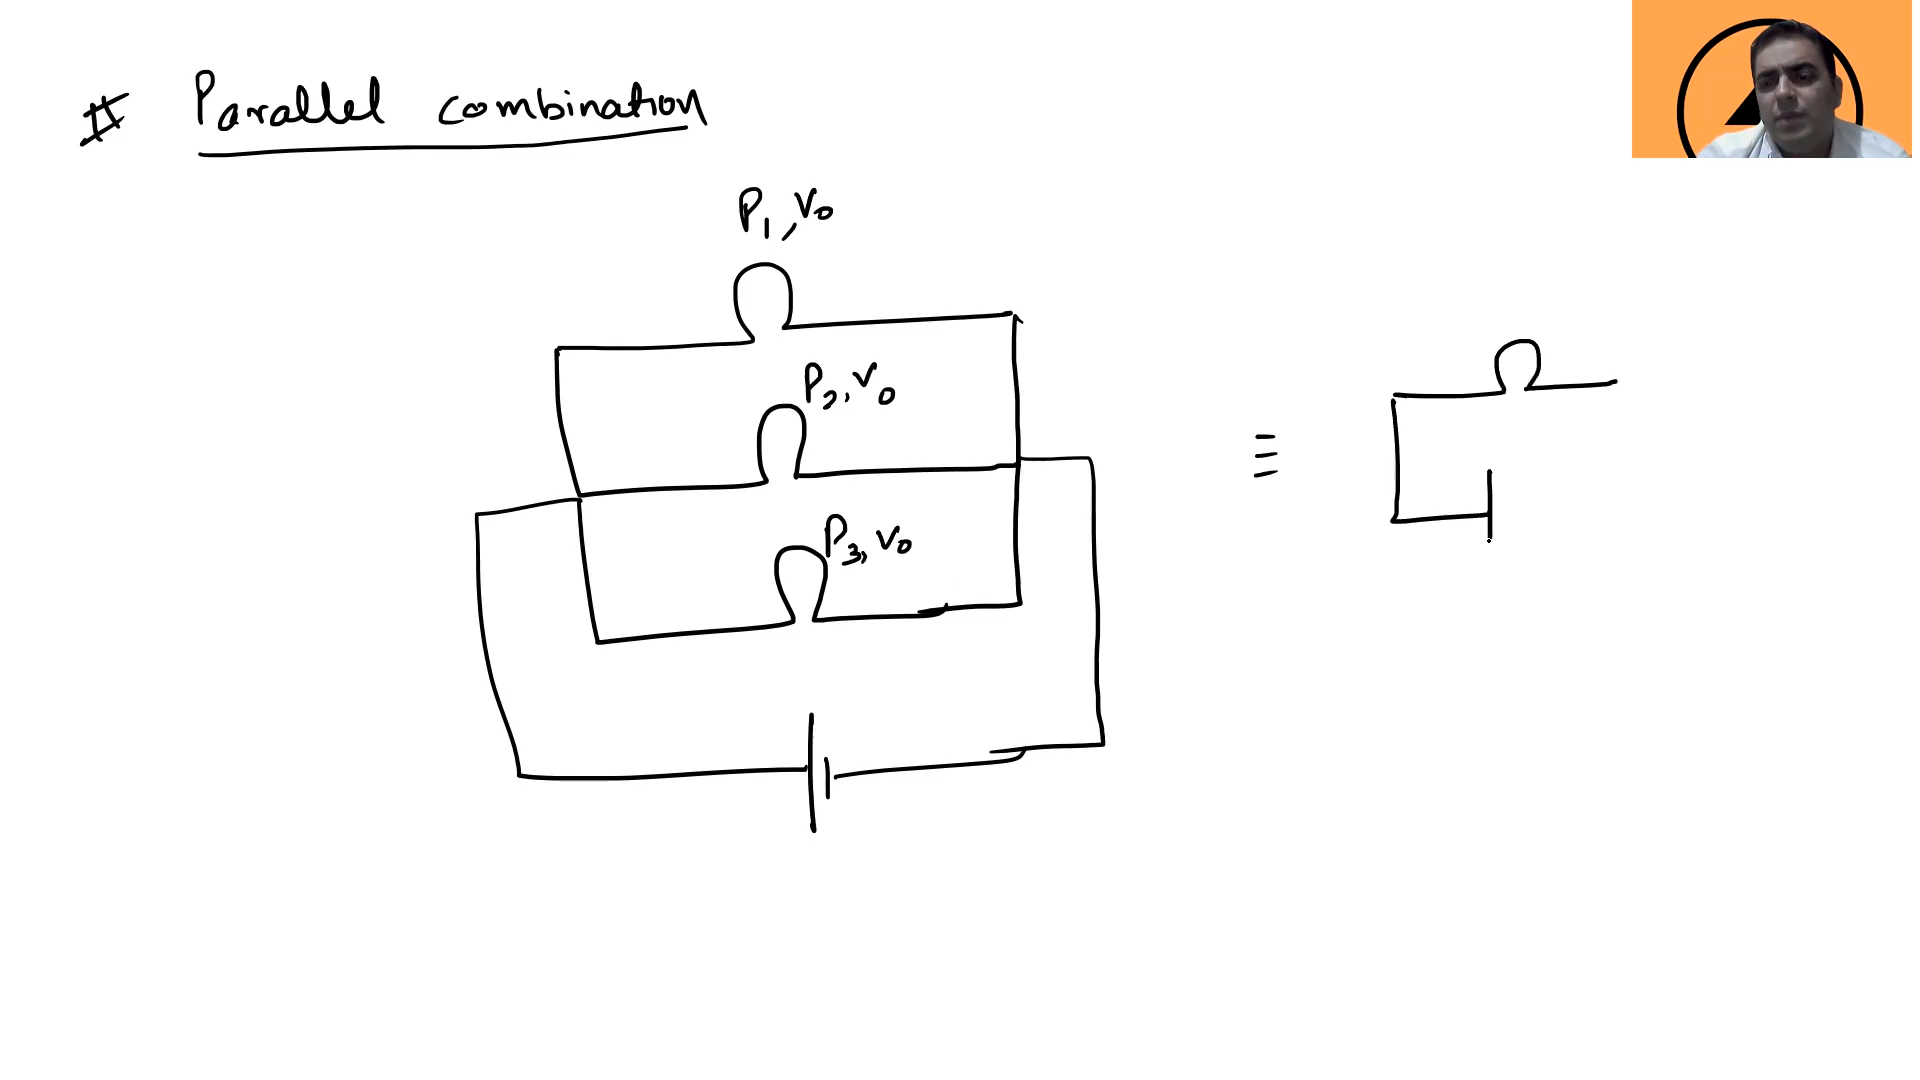 # Parallel combination
P₁, V₀
P₂, V₀
P₃, V₀
≡